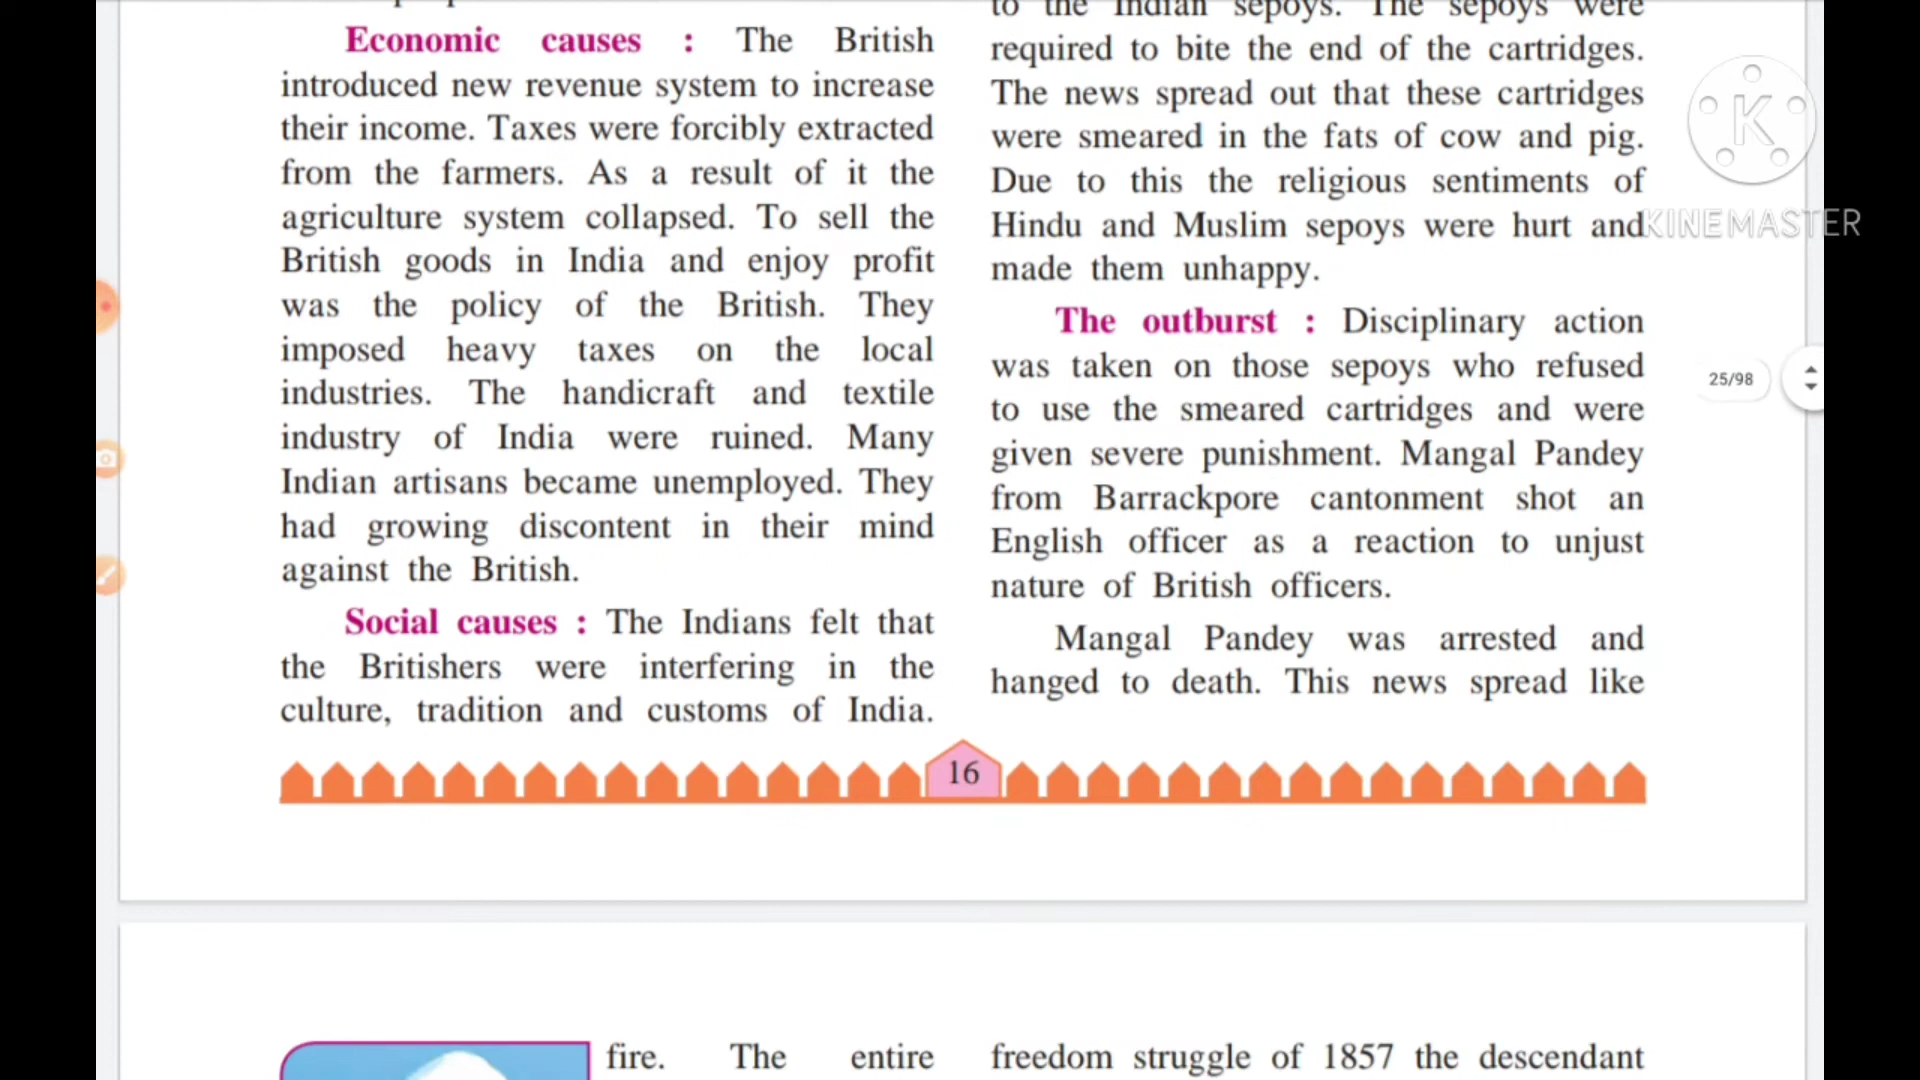 Economic causes : The British
introduced new revenue system to increase
their income. Taxes were forcibly extracted
from the farmers. As a result of it the
agriculture system collapsed. To sell the
British goods in India and enjoy profit
was the policy of the British. They
imposed heavy taxes on the local
industries. The handicraft and textile
industry of India were ruined. Many
Indian artisans became unemployed. They
had growing discontent in their mind
against the British.
Social causes : The Indians felt that
the Britishers were interfering in the
culture, tradition and customs of India.
to the Indian sepoys. The sepoys were
required to bite the end of the cartridges.
The news spread out that these cartridges
were smeared in the fats of cow and pig.
Due to this the religious sentiments of
Hindu and Muslim sepoys were hurt and
made them unhappy.
The outburst : Disciplinary action
was taken on those sepoys who refused
to use the smeared cartridges and were
given severe punishment. Mangal Pandey
from Barrackpore cantonment shot an
English officer as a reaction to unjust
nature of British officers.
Mangal Pandey was arrested and
hanged to death. This news spread like
16
fire. The entire
freedom struggle of 1857 the descendant
K
KINEMASTER
25/98